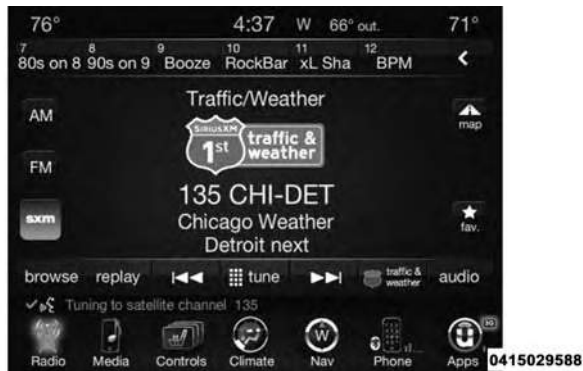 76° 4:37 W 66° out. 71°
7 8 9 10 11 12
80s on 8 90s on 9 Booze RockBar xL Sha BPM
Traffic/Weather
AM
map
SIRIUSXM
1st traffic & weather
FM
135 CHI-DET
sxm
Chicago Weather
fav.
Detroit next
browse replay tune traffic & weather audio
Tuning to satellite channel 135
3G
W
Radio Media Controls Climate Nav Phone Apps
0415029588